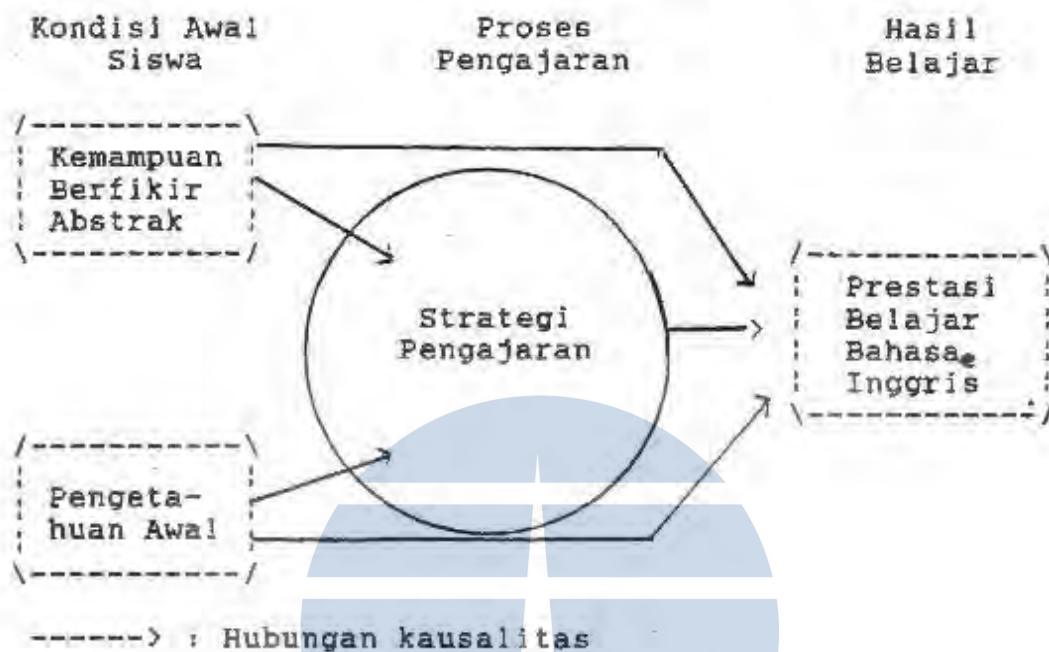 Kondisi Awal
Siswa
Proses
Pengajaran
Hasil
Belajar
Kemampuan
Berfikir
Abstrak
Strategi
Pengajaran
Prestasi
Belajar
Bahasa
Inggris
Pengeta-
huan Awal
------> : Hubungan kausalitas